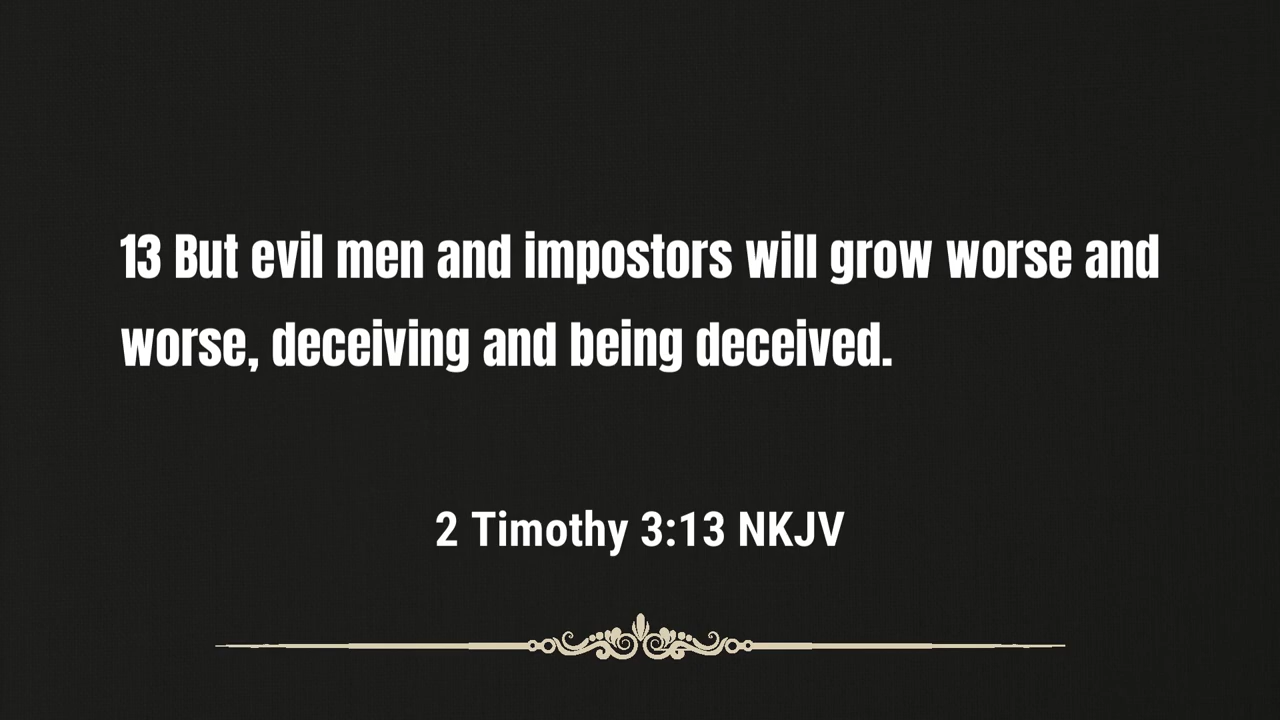 13 But evil men and impostors will grow worse and
worse, deceiving and being deceived.
2 Timothy 3:13 NKJV